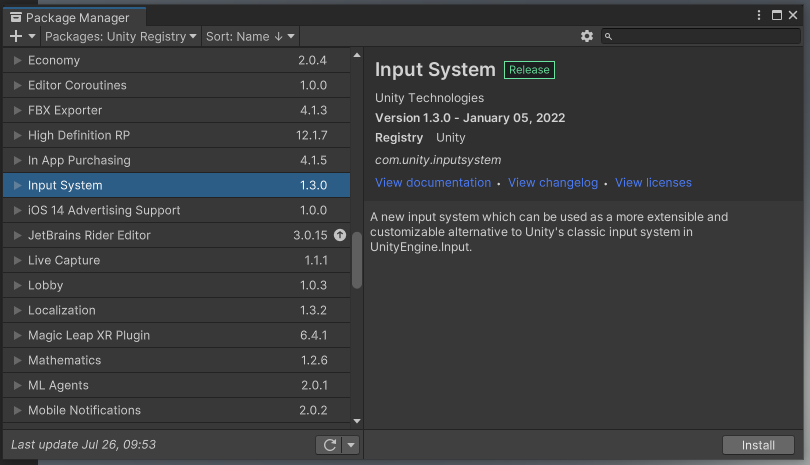 Package Manager
Packages: Unity Registry
Sort: Name ↓
Economy 2.0.4
Editor Coroutines 1.0.0
FBX Exporter 4.1.3
High Definition RP 12.1.7
In App Purchasing 4.1.5
Input System 1.3.0
iOS 14 Advertising Support 1.0.0
JetBrains Rider Editor 3.0.15
Live Capture 1.1.1
Lobby 1.0.3
Localization 1.3.2
Magic Leap XR Plugin 6.4.1
Mathematics 1.2.6
ML Agents 2.0.1
Mobile Notifications 2.0.2
Last update Jul 26, 09:53
Input System Release
Unity Technologies
Version 1.3.0 - January 05, 2022
Registry Unity
com.unity.inputsystem
View documentation • View changelog • View licenses
A new input system which can be used as a more extensible and
customizable alternative to Unity's classic input system in
UnityEngine.Input.
Install